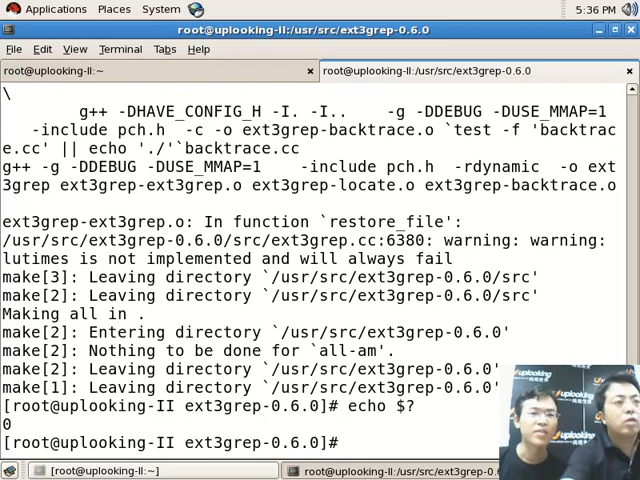 Applications Places System
5:36 PM
root@uplooking-II:/usr/src/ext3grep-0.6.0
File Edit View Terminal Tabs Help
root@uplooking-II:~
root@uplooking-II:/usr/src/ext3grep-0.6.0
\
g++ -DHAVE_CONFIG_H -I. -I.. -g -DDEBUG -DUSE_MMAP=1
-include pch.h -c -o ext3grep-backtrace.o `test -f 'backtrac
e.cc' || echo './'`backtrace.cc
g++ -g -DDEBUG -DUSE_MMAP=1 -include pch.h -rdynamic -o ext
3grep ext3grep-ext3grep.o ext3grep-locate.o ext3grep-backtrace.o
ext3grep-ext3grep.o: In function `restore_file':
/usr/src/ext3grep-0.6.0/src/ext3grep.cc:6380: warning: warning:
lutimes is not implemented and will always fail
make[3]: Leaving directory `/usr/src/ext3grep-0.6.0/src'
make[2]: Leaving directory `/usr/src/ext3grep-0.6.0/src'
Making all in .
make[2]: Entering directory `/usr/src/ext3grep-0.6.0'
make[2]: Nothing to be done for `all-am'.
make[2]: Leaving directory `/usr/src/ext3grep-0.6.0'
make[1]: Leaving directory `/usr/src/ext3grep-0.6.0'
[root@uplooking-II ext3grep-0.6.0]# echo $?
0
[root@uplooking-II ext3grep-0.6.0]#
uplooking
uplooking
uplooking
[root@uplooking-II:~]
root@uplooking-II:/usr/src/ext3grep-0.6